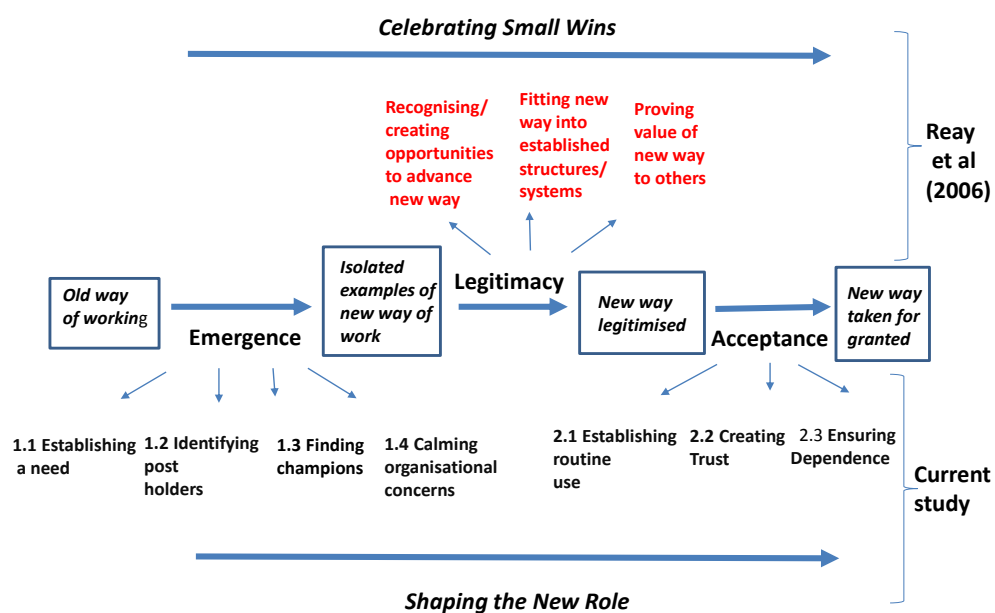 Celebrating Small Wins
Recognising/
creating
opportunities
to advance
new way
Fitting new
way into
established
structures/
systems
Proving
value of
new way
to others
Reay
et al
(2006)
Old way
of working
Emergence
Isolated
examples of
new way of
work
Legitimacy
New way
legitimised
Acceptance
New way
taken for
granted
1.1 Establishing
a need
1.2 Identifying
post
holders
1.3 Finding
champions
1.4 Calming
organisational
concerns
2.1 Establishing
routine
use
2.2 Creating
Trust
2.3 Ensuring
Dependence
Current
study
Shaping the New Role